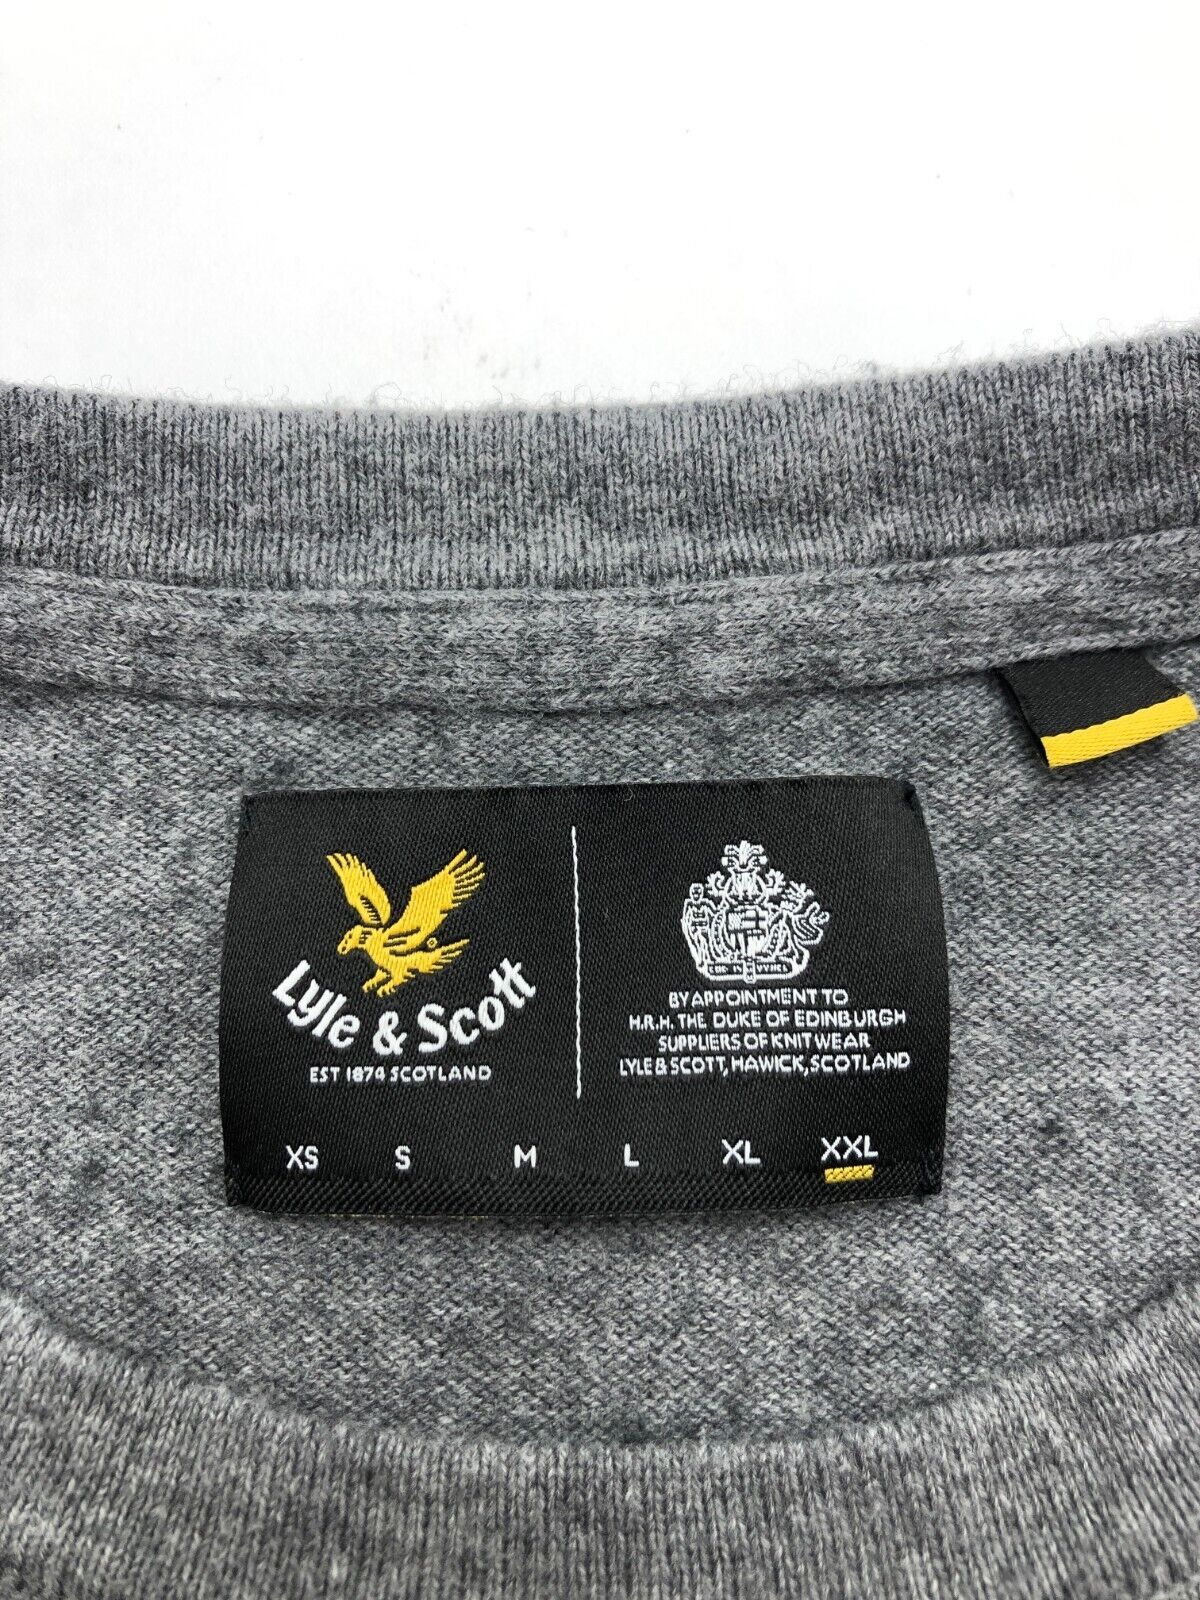 Lyle & Scott
EST 1874 SCOTLAND
BY APPOINTMENT TO
H.R.H. THE DUKE OF EDINBURGH
SUPPLIERS OF KNITWEAR
LYLE & SCOTT, HAWICK, SCOTLAND
XS S M L XL XXL